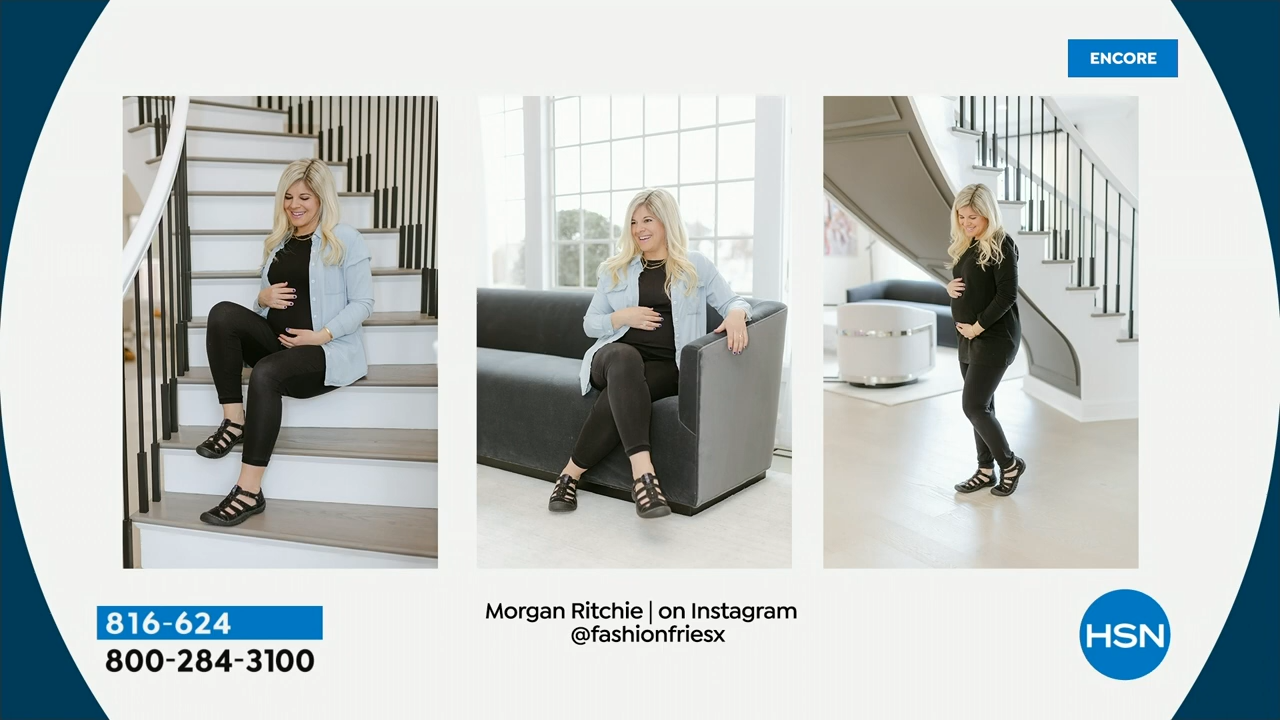 ENCORE
816-624
800-284-3100
Morgan Ritchie | on Instagram
@fashionfriesx
HSN